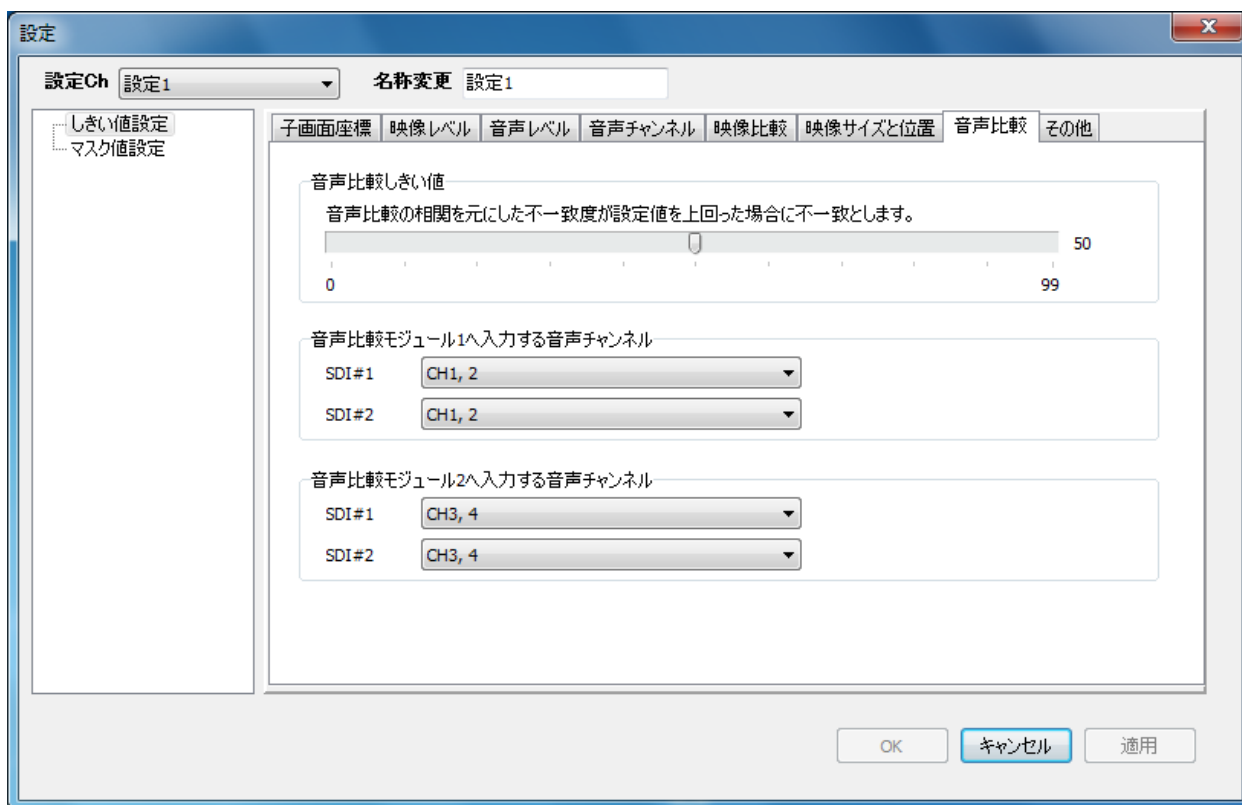 設定
設定Ch 設定1 名称変更 設定1
しきい値設定
マスク値設定
子画面座標 映像レベル 音声レベル 音声チャンネル 映像比較 映像サイズと位置 音声比較 その他
音声比較しきい値
音声比較の相関を元にした不一致度が設定値を上回った場合に不一致とします。
50
0 99
音声比較モジュール1へ入力する音声チャンネル
SDI#1 CH1, 2
SDI#2 CH1, 2
音声比較モジュール2へ入力する音声チャンネル
SDI#1 CH3, 4
SDI#2 CH3, 4
OK キャンセル 適用